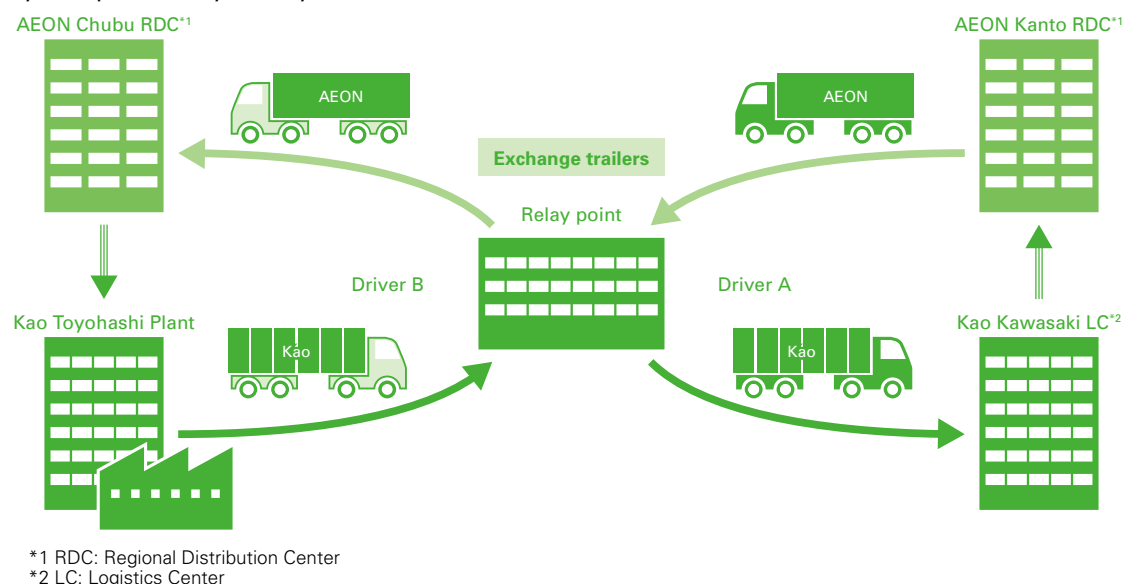 AEON Chubu RDC*1
AEON Kanto RDC*1
AEON
AEON
Exchange trailers
Relay point
Driver B
Driver A
Kao Toyohashi Plant
Kao Kawasaki LC*2
Kao
Kao
*1 RDC: Regional Distribution Center
*2 LC: Logistics Center